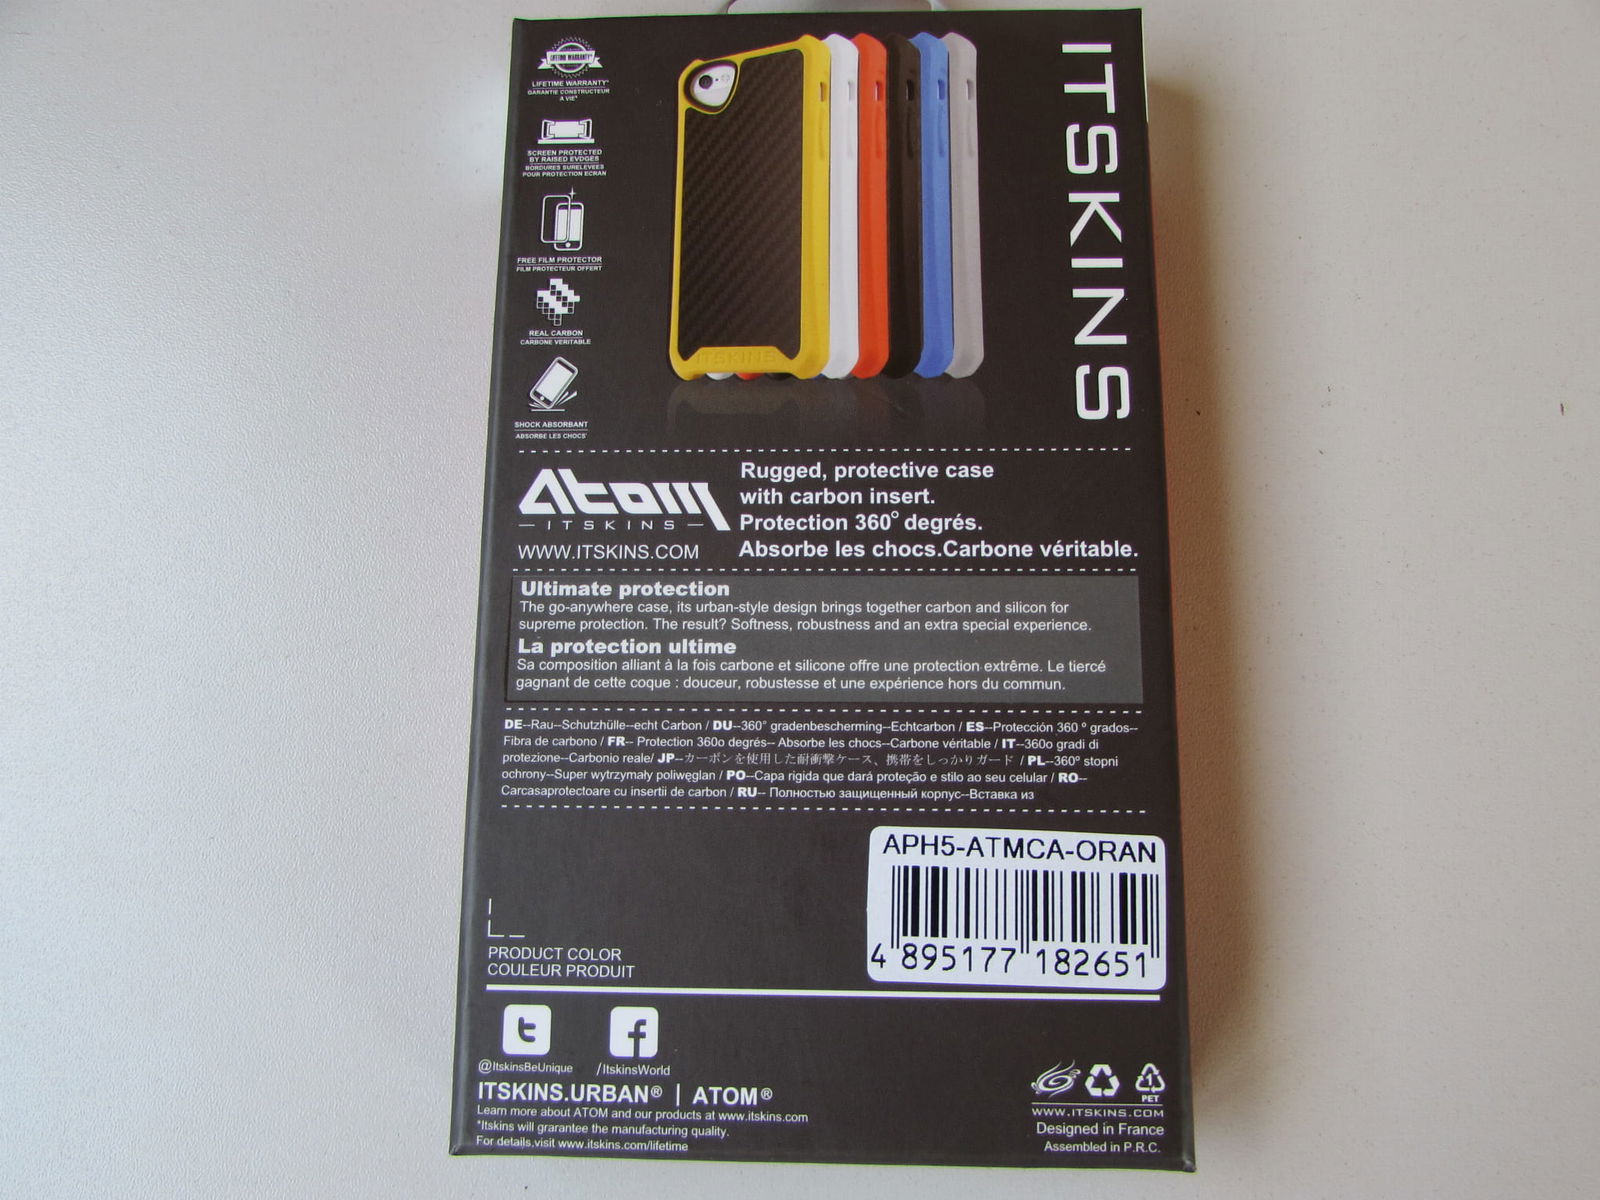 LIFETIME WARRANTY
LIFETIME WARRANTY*
GARANTIE CONSTRUCTEUR
A VIE*
SCREEN PROTECTED
BY RAISED EVDGES
BORDURES SURELEVEES
POUR PROTECTION ECRAN
FREE FILM PROTECTOR
FILM PROTECTEUR OFFERT
REAL CARBON
CARBONE VERITABLE
SHOCK ABSORBANT
ABSORBE LES CHOCS'
ITSKINS
ITSKINS
Atom
ITSKINS
WWW.ITSKINS.COM
Rugged, protective case
with carbon insert.
Protection 360° degrés.
Absorbe les chocs.Carbone véritable.
Ultimate protection
The go-anywhere case, its urban-style design brings together carbon and silicon for
supreme protection. The result? Softness, robustness and an extra special experience.
La protection ultime
Sa composition alliant à la fois carbone et silicone offre une protection extrême. Le tiercé
gagnant de cette coque : douceur, robustesse et une expérience hors du commun.
DE--Rau--Schutzhülle--echt Carbon / DU--360° gradenbescherming--Echtcarbon / ES--Protección 360 º grados--
Fibra de carbono / FR-- Protection 360o degrés-- Absorbe les chocs--Carbone véritable / IT--360o gradi di
protezione--Carbonio reale/ JP--カーボンを使用した耐衝撃ケース、携帯をしっかりガード / PL--360º stopni
ochrony--Super wytrzymały poliwęglan / PO--Capa rigida que dará proteção e stilo ao seu celular / RO--
Carcasaprotectoare cu insertii de carbon / RU-- Полностью защищенный корпус--Вставка из
APH5-ATMCA-ORAN
4 895177 182651
PRODUCT COLOR
COULEUR PRODUIT
@ItskinsBeUnique
/ItskinsWorld
ITSKINS.URBAN® | ATOM®
Learn more about ATOM and our products at www.itskins.com
*Itskins will grarantee the manufacturing quality.
For details,visit www.itskins.com/lifetime
1
PET
WWW.ITSKINS.COM
Designed in France
Assembled in P.R.C.